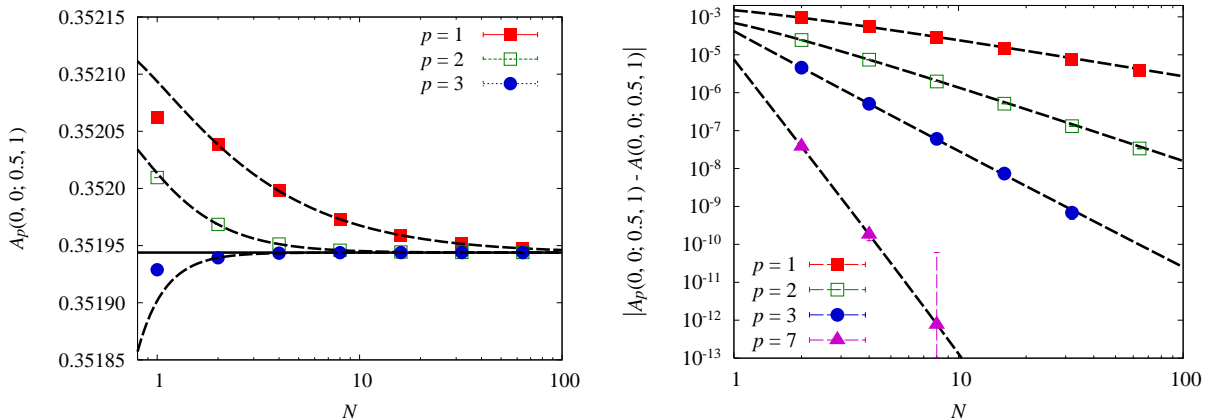 0.35215
0.35210
0.35205
0.3520
0.35195
0.35190
0.35185
A_p(0, 0; 0.5, 1)
1
10
100
N
p = 1
p = 2
p = 3
10^-3
10^-5
10^-6
10^-7
10^-8
10^-9
10^-10
10^-11
10^-12
10^-13
|A_p(0, 0; 0.5, 1) - A(0, 0; 0.5, 1)|
p = 1
p = 2
p = 3
p = 7
1
10
100
N